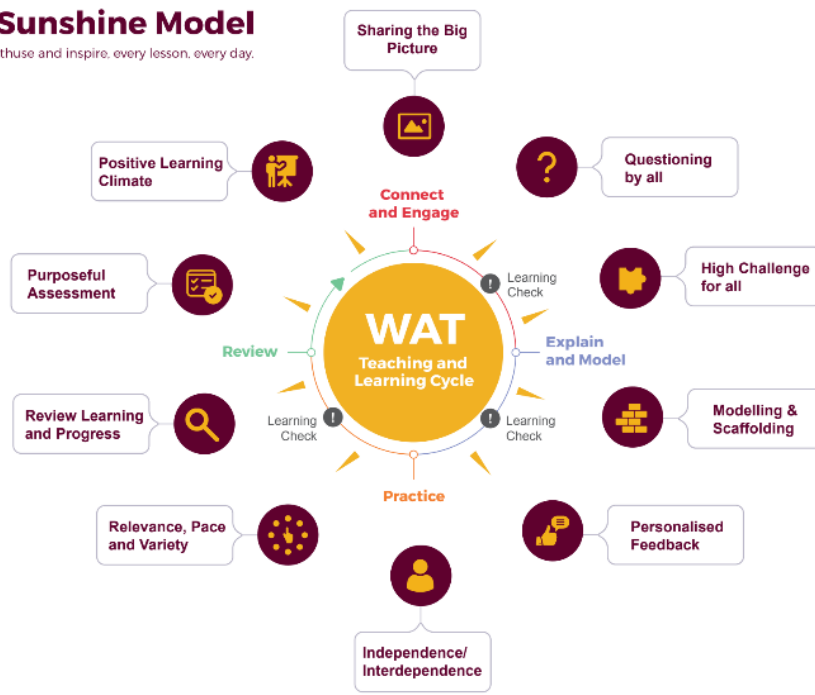 Sunshine Model
thuse and inspire, every lesson, every day.
Sharing the Big
Picture
Positive Learning
Climate
Questioning
by all
Connect
and Engage
Purposeful
Assessment
Learning
Check
High Challenge
for all
WAT
Teaching and
Learning Cycle
Review
Explain
and Model
Review Learning
and Progress
Learning
Check
Learning
Check
Modelling &
Scaffolding
Practice
Relevance, Pace
and Variety
Personalised
Feedback
Independence/
Interdependence